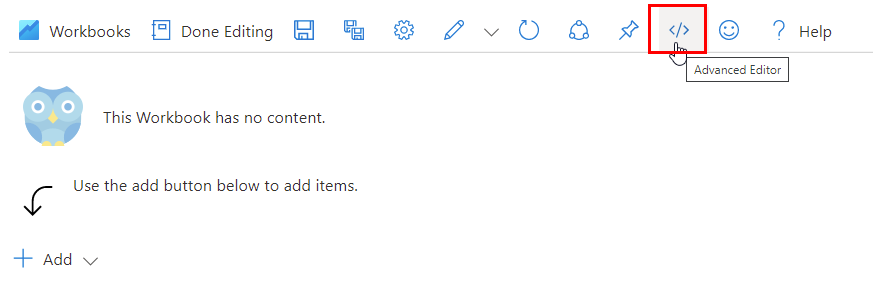 Workbooks Done Editing Help
Advanced Editor
This Workbook has no content.
Use the add button below to add items.
Add